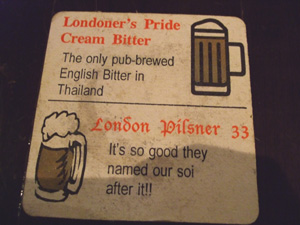 Londoner's Pride
Cream Bitter
The only pub-brewed
English Bitter in
Thailand
London Pilsner 33
It's so good they
named our soi
after it!!